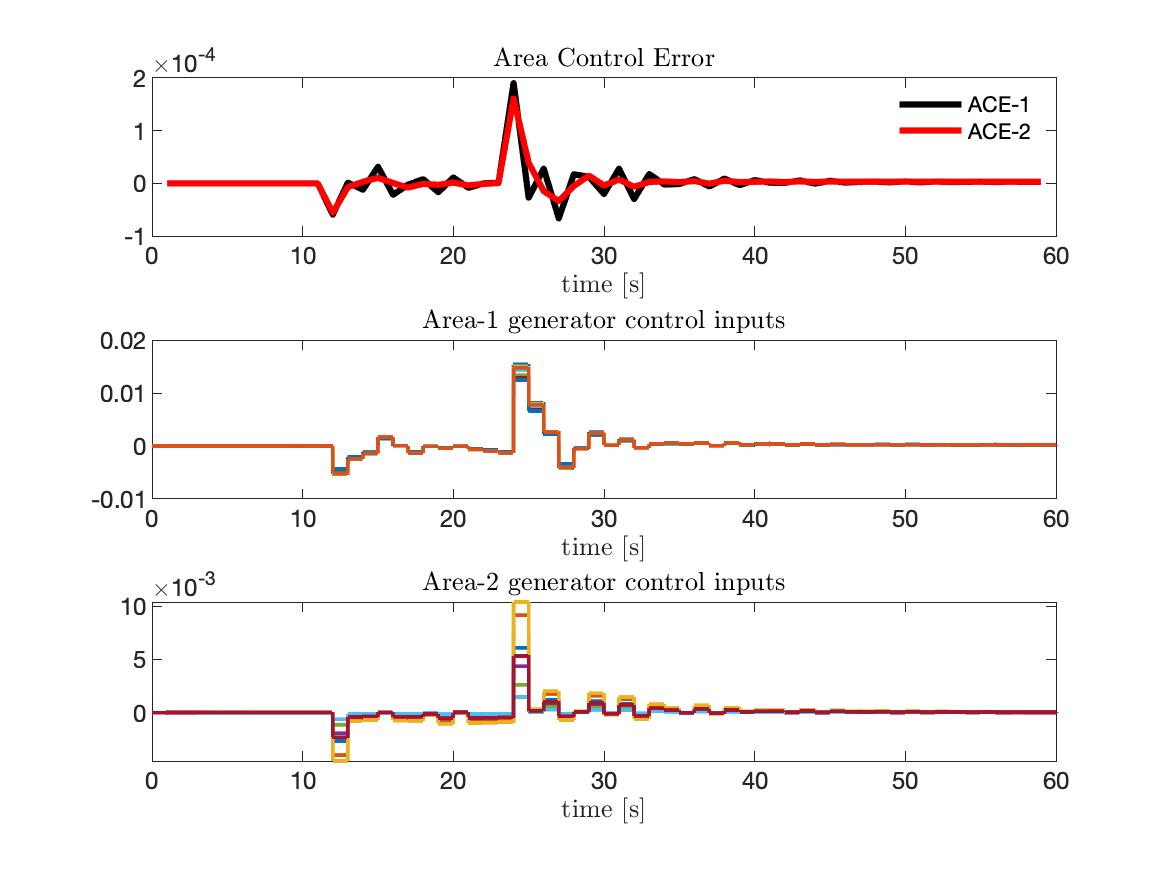 ×10-4
Area Control Error
2
1
0
-1
ACE-1
ACE-2
0 10 20 30 40 50 60
time [s]
Area-1 generator control inputs
0.02
0.01
0
-0.01
0 10 20 30 40 50 60
time [s]
×10-3
Area-2 generator control inputs
10
5
0
0 10 20 30 40 50 60
time [s]